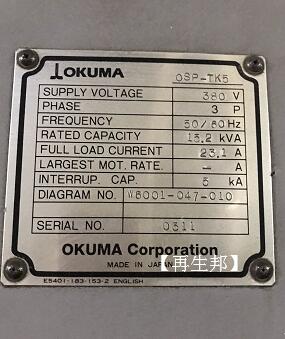 OKUMA OSP-TK5
SUPPLY VOLTAGE 380 V
PHASE 3 P
FREQUENCY 50/60 Hz
RATED CAPACITY 15.2 kVA
FULL LOAD CURRENT 23.1 A
LARGEST MOT. RATE. - A
INTERRUP. CAP. 5 kA
DIAGRAM NO. W6001-047-010
SERIAL NO. 0311
OKUMA Corporation
MADE IN JAPAN
【再生邦】
E5401-183-153-2 ENGLISH